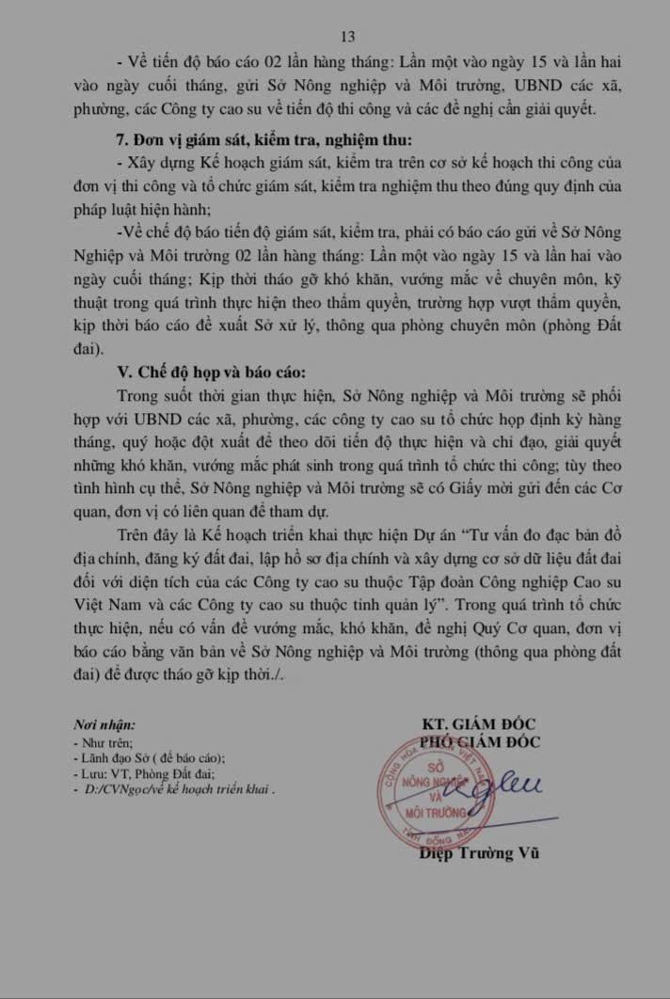 13
- Về tiến độ báo cáo 02 lần hàng tháng: Lần một vào ngày 15 và lần hai
vào ngày cuối tháng, gửi Sở Nông nghiệp và Môi trường, UBND các xã,
phường, các Công ty cao su về tiến độ thi công và các đề nghị cần giải quyết.
7. Đơn vị giám sát, kiểm tra, nghiệm thu:
- Xây dựng Kế hoạch giám sát, kiểm tra trên cơ sở kế hoạch thi công của
đơn vị thi công và tổ chức giám sát, kiểm tra nghiệm thu theo đúng quy định của
pháp luật hiện hành;
-Về chế độ báo tiến độ giám sát, kiểm tra, phải có báo cáo gửi về Sở Nông
Nghiệp và Môi trường 02 lần hàng tháng: Lần một vào ngày 15 và lần hai vào
ngày cuối tháng; Kịp thời tháo gỡ khó khăn, vướng mắc về chuyên môn, kỹ
thuật trong quá trình thực hiện theo thẩm quyền, trường hợp vượt thẩm quyền,
kịp thời báo cáo đề xuất Sở xử lý, thông qua phòng chuyên môn (phòng Đất
đai).
V. Chế độ họp và báo cáo:
Trong suốt thời gian thực hiện, Sở Nông nghiệp và Môi trường sẽ phối
hợp với UBND các xã, phường, các công ty cao su tổ chức họp định kỳ hàng
tháng, quý hoặc đột xuất để theo dõi tiến độ thực hiện và chỉ đạo, giải quyết
những khó khăn, vướng mắc phát sinh trong quá trình tổ chức thi công; tùy theo
tình hình cụ thể, Sở Nông nghiệp và Môi trường sẽ có Giấy mời gửi đến các Cơ
quan, đơn vị có liên quan để tham dự.
Trên đây là Kế hoạch triển khai thực hiện Dự án “Tư vấn đo đạc bản đồ
địa chính, đăng ký đất đai, lập hồ sơ địa chính và xây dựng cơ sở dữ liệu đất đai
đối với diện tích của các Công ty cao su thuộc Tập đoàn Công nghiệp Cao su
Việt Nam và các Công ty cao su thuộc tỉnh quản lý”. Trong quá trình tổ chức
thực hiện, nếu có vấn đề vướng mắc, khó khăn, đề nghị Quý Cơ quan, đơn vị
báo cáo bằng văn bản về Sở Nông nghiệp và Môi trường (thông qua phòng đất
đai) để được tháo gỡ kịp thời./.
Nơi nhận:
- Như trên;
- Lãnh đạo Sở ( để báo cáo);
- Lưu: VT, Phòng Đất đai;
- D:/CVNgọc/về kế hoạch triển khai .
KT. GIÁM ĐỐC
PHÓ GIÁM ĐỐC
SỞ
NÔNG NGHIỆP
VÀ
MÔI TRƯỜNG
Diệp Trường Vũ